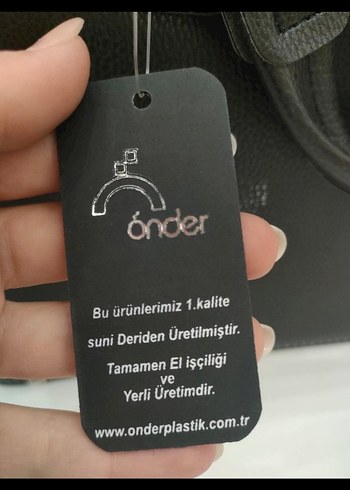 önder
Bu ürünlerimiz 1.kalite
suni Deriden Üretilmiştir.
Tamamen El işçiliği
ve
Yerli Üretimdir.
www.onderplastik.com.tr